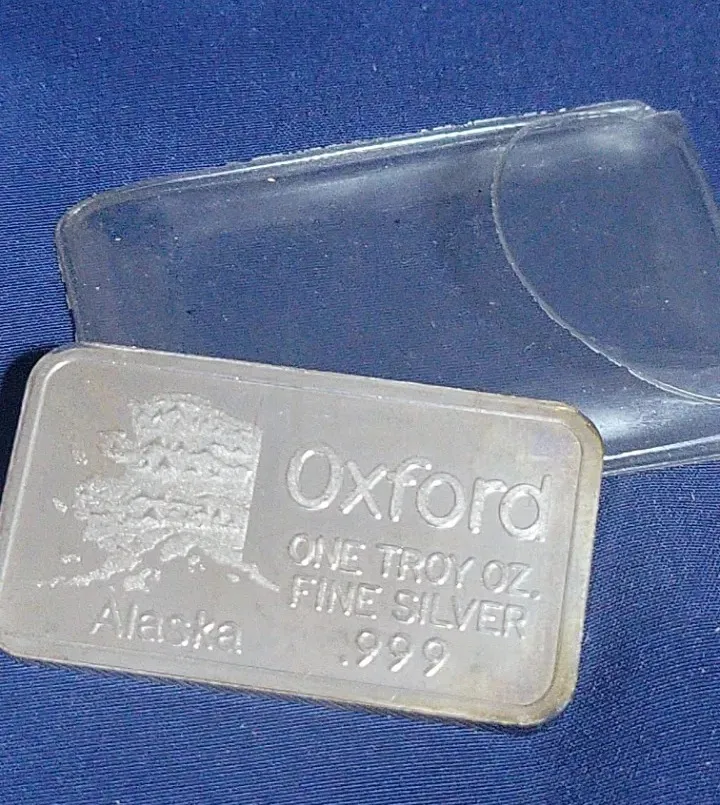 Oxford
ONE TROY OZ.
FINE SILVER
.999
Alaska